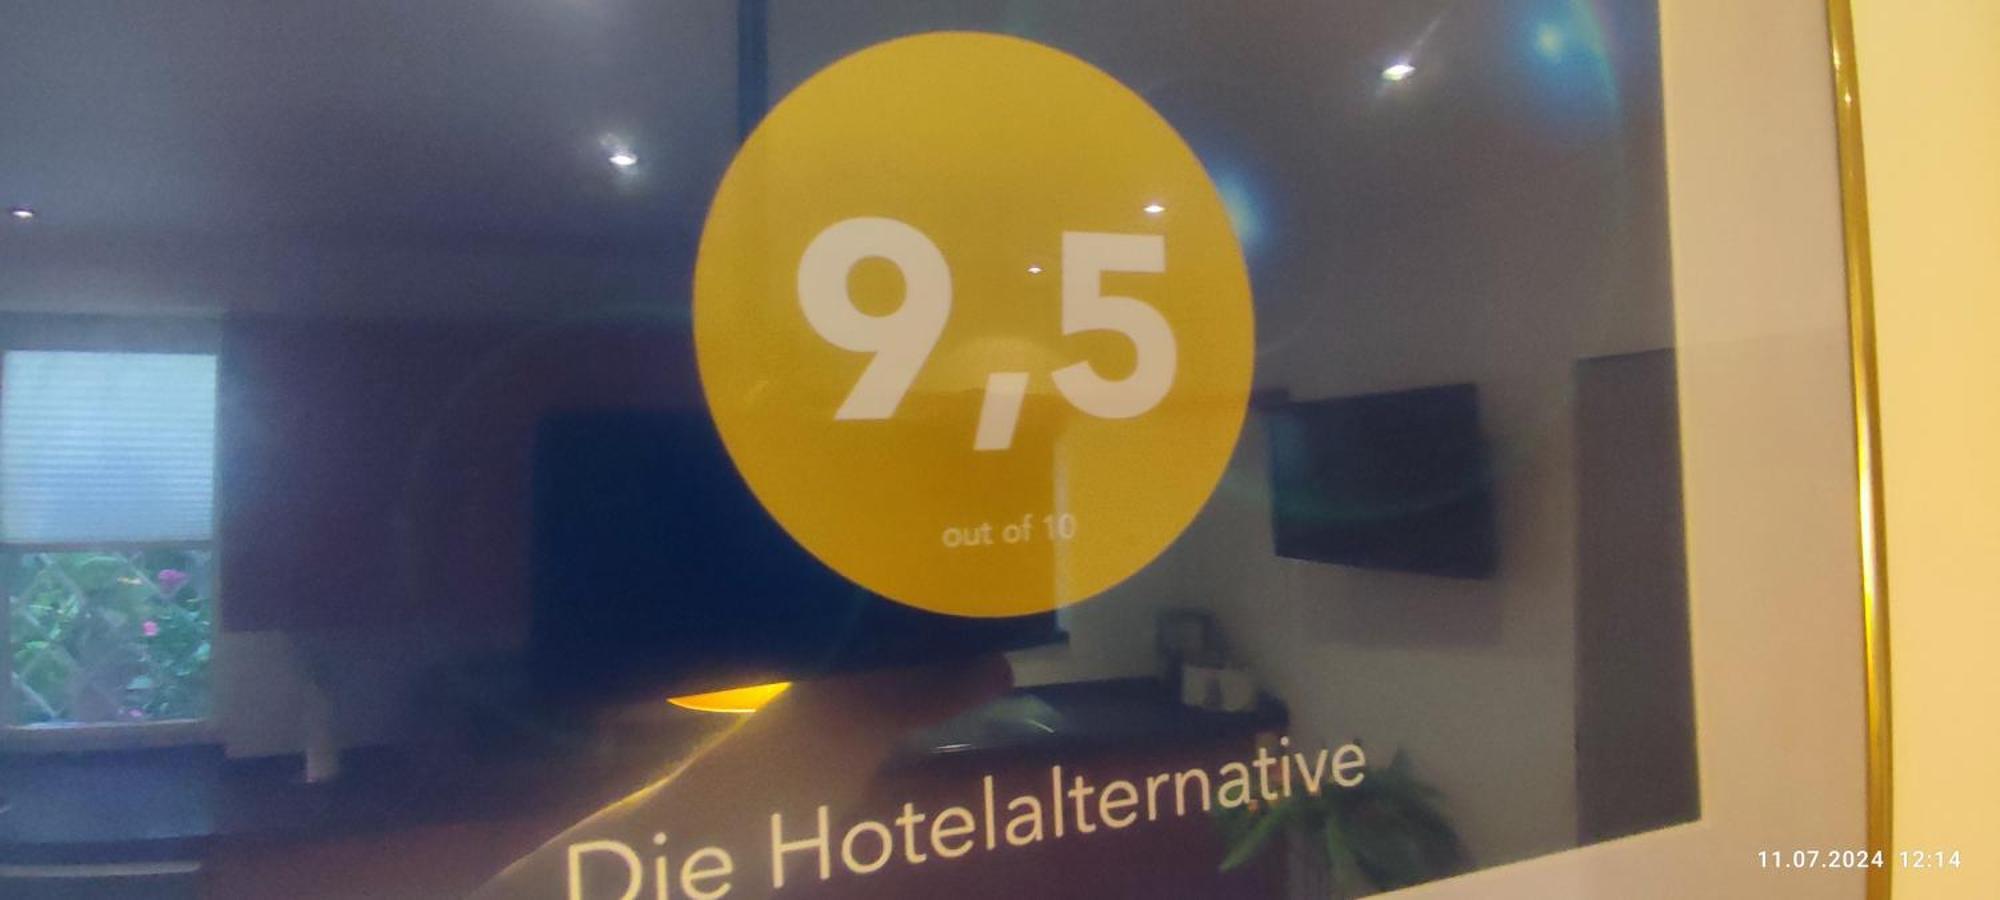 9,5
out of 10
Die Hotelalternative
11.07.2024 12:14